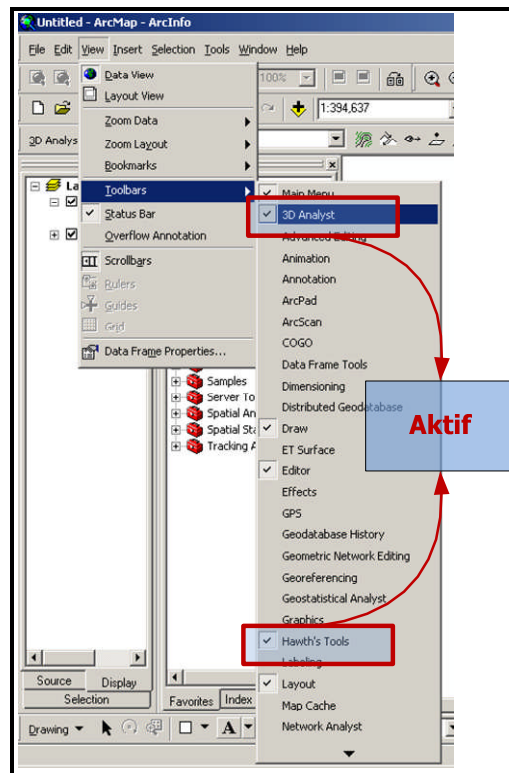 Untitled - ArcMap - ArcInfo
File Edit View Insert Selection Tools Window Help
Data View
100%
Layout View
1:394,637
Zoom Data
3D Analys
Zoom Layout
Bookmarks
La
Toolbars
Main Menu
Status Bar
3D Analyst
Overflow Annotation
Advanced Editing
Scrollbars
Animation
Rulers
Annotation
Guides
ArcPad
Grid
ArcScan
Data Frame Properties...
COGO
Data Frame Tools
Samples
Dimensioning
Server To
Distributed Geodatabase
Spatial An
Draw
Spatial Sta
ET Surface
Tracking A
Editor
Aktif
Effects
GPS
Geodatabase History
Geometric Network Editing
Georeferencing
Geostatistical Analyst
Graphics
Hawth's Tools
Labeling
Source Display
Layout
Selection
Favorites Index
Map Cache
Drawing
A
Network Analyst